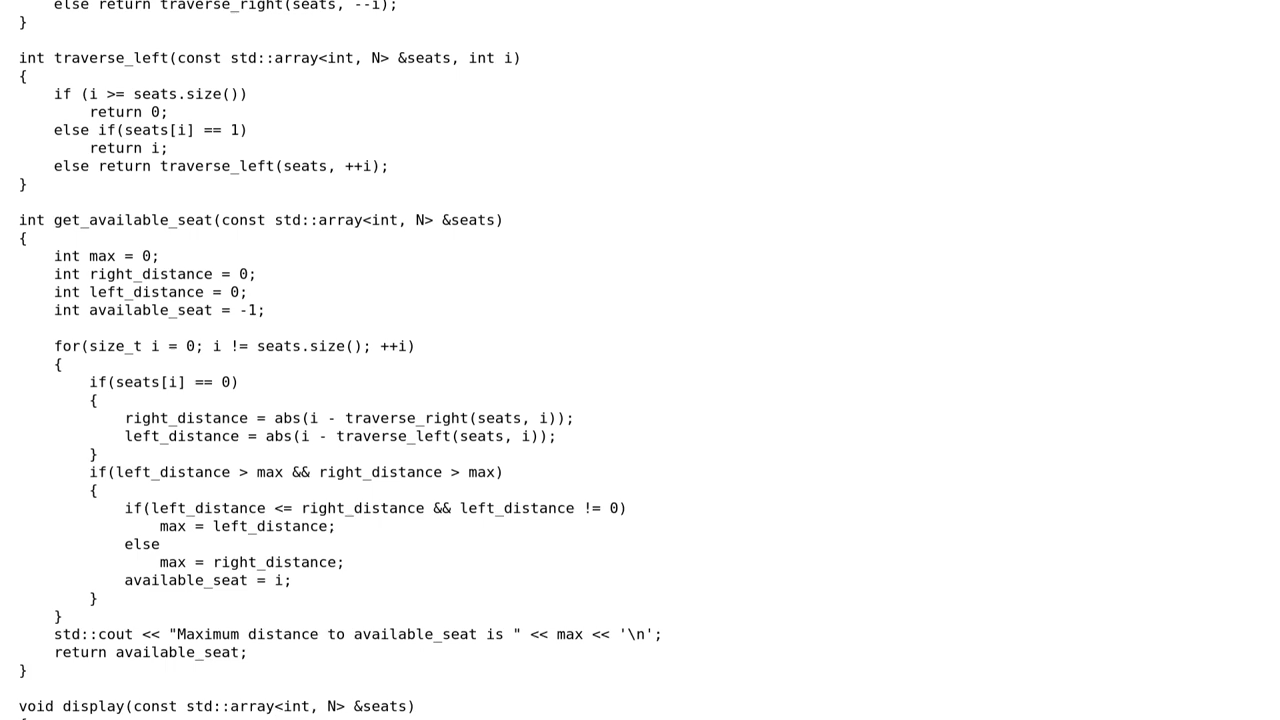 else return traverse_right(seats, --i);
}

int traverse_left(const std::array<int, N> &seats, int i)
{
    if (i >= seats.size())
        return 0;
    else if(seats[i] == 1)
        return i;
    else return traverse_left(seats, ++i);
}

int get_available_seat(const std::array<int, N> &seats)
{
    int max = 0;
    int right_distance = 0;
    int left_distance = 0;
    int available_seat = -1;

    for(size_t i = 0; i != seats.size(); ++i)
    {
        if(seats[i] == 0)
        {
            right_distance = abs(i - traverse_right(seats, i));
            left_distance = abs(i - traverse_left(seats, i));
        }
        if(left_distance > max && right_distance > max)
        {
            if(left_distance <= right_distance && left_distance != 0)
                max = left_distance;
            else
                max = right_distance;
            available_seat = i;
        }
    }
    std::cout << "Maximum distance to available_seat is " << max << '\n';
    return available_seat;
}

void display(const std::array<int, N> &seats)
{